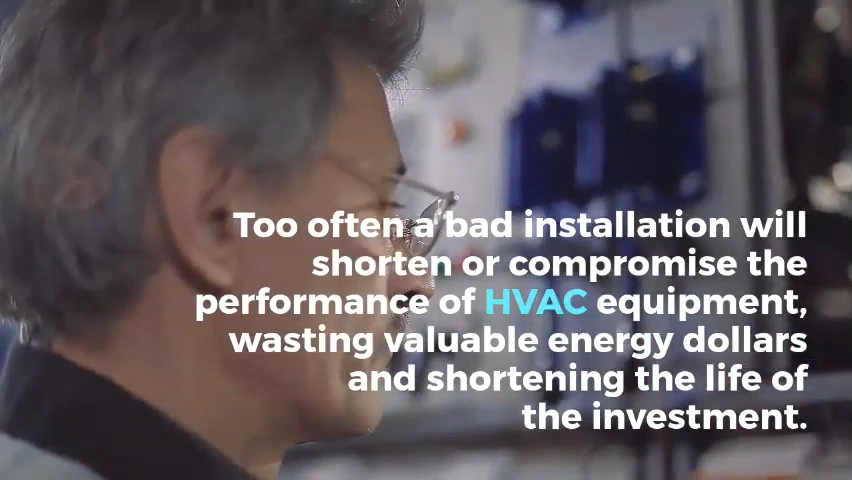 Too often a bad installation will
shorten or compromise the
performance of HVAC equipment,
wasting valuable energy dollars
and shortening the life of
the investment.